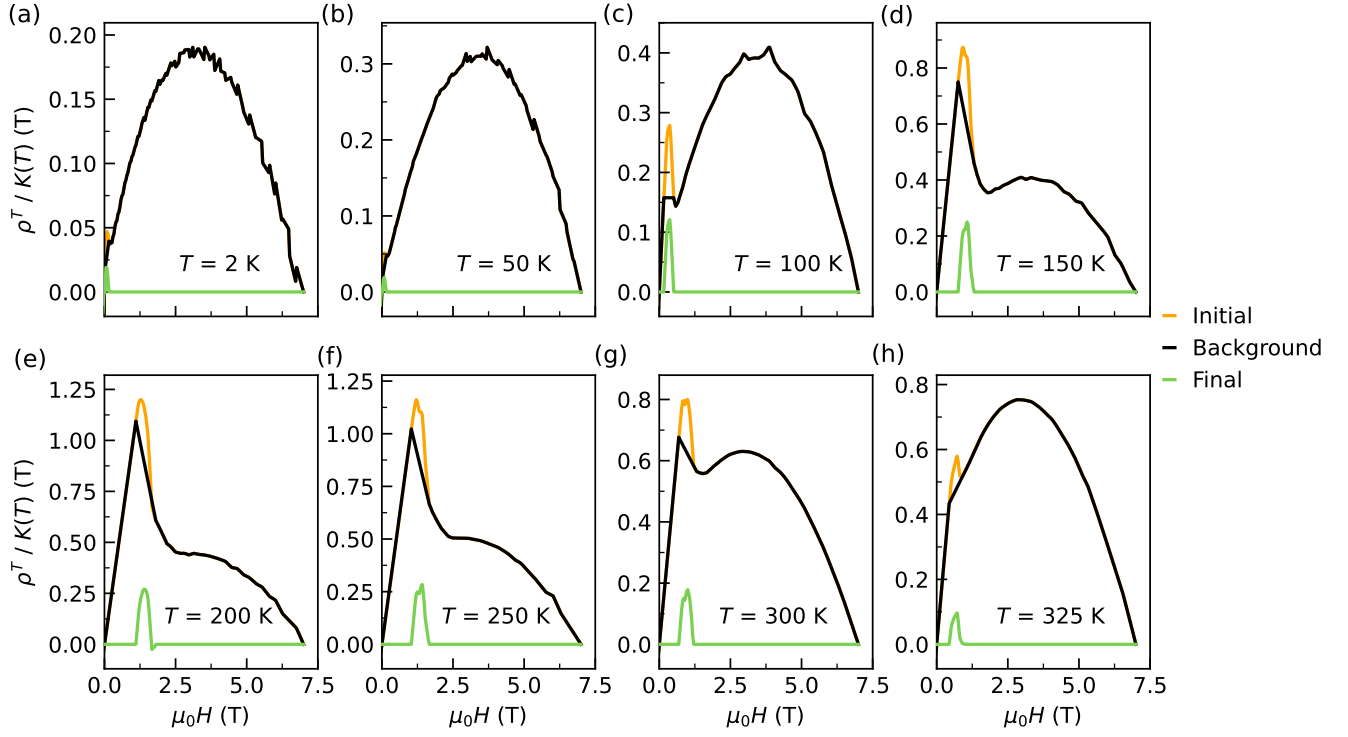 (a) (b) (c) (d)
ρ^T / K(T) (T)
0.20
0.15
0.10
0.05
0.00
T = 2 K
0.3
0.2
0.1
0.0
T = 50 K
0.4
0.3
0.2
0.1
0.0
T = 100 K
0.8
0.6
0.4
0.2
0.0
T = 150 K
Initial
Background
Final
(e) (f) (g) (h)
ρ^T / K(T) (T)
1.25
1.00
0.75
0.50
0.25
0.00
T = 200 K
0.0 2.5 5.0 7.5
μ₀H (T)
1.25
1.00
0.75
0.50
0.25
0.00
T = 250 K
0.0 2.5 5.0 7.5
μ₀H (T)
0.8
0.6
0.4
0.2
0.0
T = 300 K
0.0 2.5 5.0 7.5
μ₀H (T)
0.8
0.6
0.4
0.2
0.0
T = 325 K
0.0 2.5 5.0 7.5
μ₀H (T)